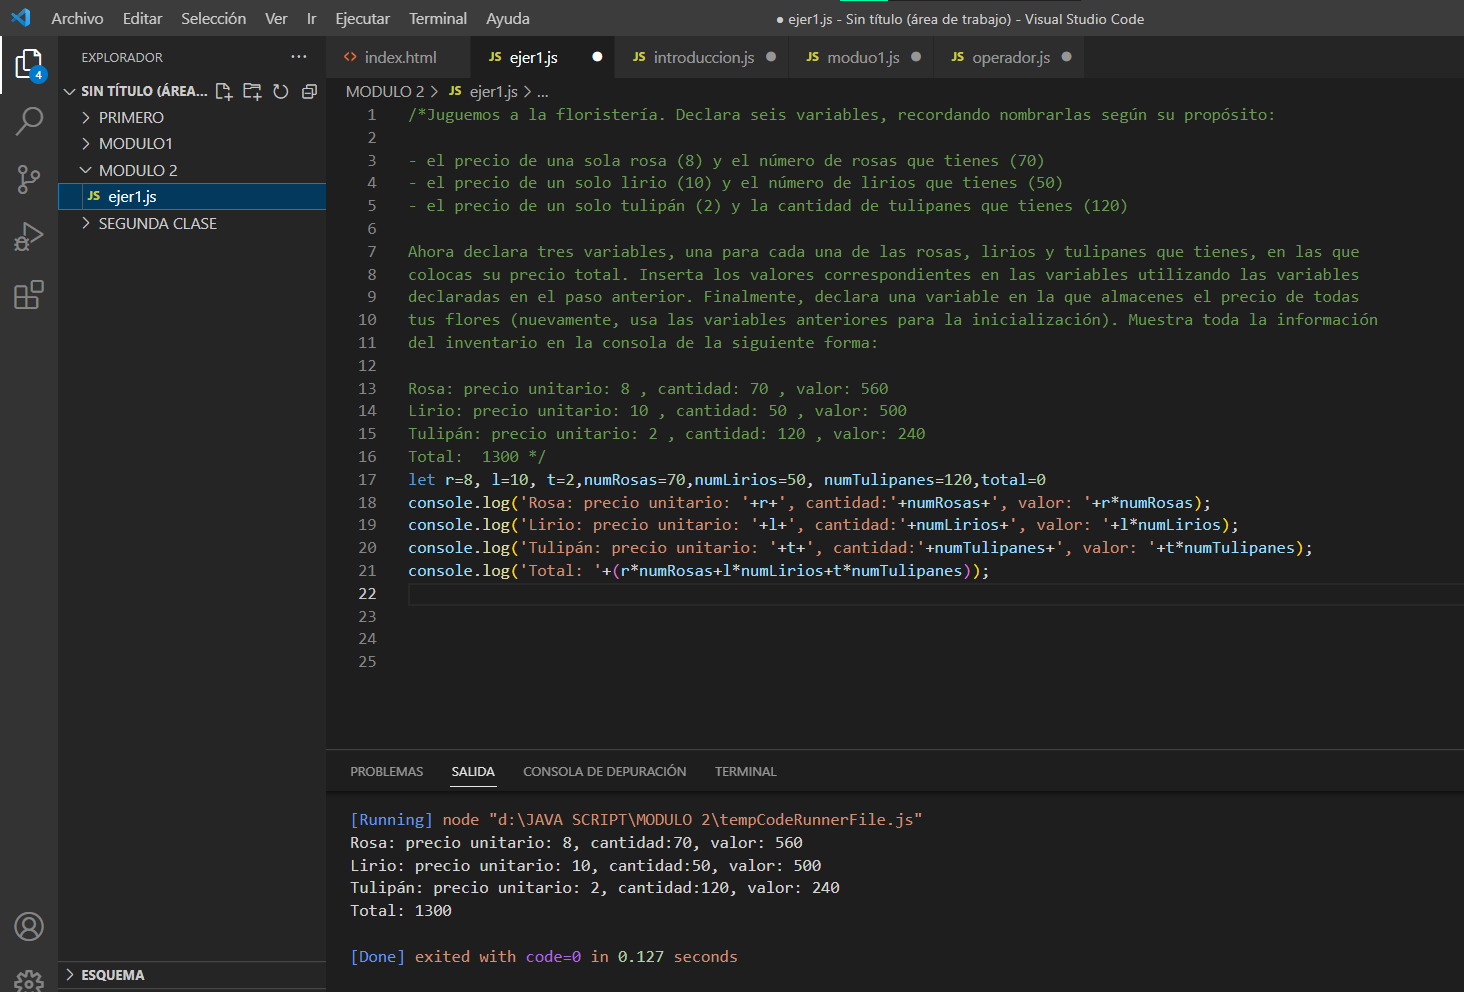 Archivo Editar Selección Ver Ir Ejecutar Terminal Ayuda
● ejer1.js - Sin título (área de trabajo) - Visual Studio Code
EXPLORADOR ···
SIN TÍTULO (ÁREA...
PRIMERO
MODULO1
MODULO 2
JS ejer1.js
SEGUNDA CLASE
ESQUEMA
4
<> index.html JS ejer1.js ● JS introduccion.js ● JS moduo1.js ● JS operador.js ●
MODULO 2 > JS ejer1.js > ...
1 /*Juguemos a la floristería. Declara seis variables, recordando nombrarlas según su propósito:
2
3 - el precio de una sola rosa (8) y el número de rosas que tienes (70)
4 - el precio de un solo lirio (10) y el número de lirios que tienes (50)
5 - el precio de un solo tulipán (2) y la cantidad de tulipanes que tienes (120)
6
7 Ahora declara tres variables, una para cada una de las rosas, lirios y tulipanes que tienes, en las que
8 colocas su precio total. Inserta los valores correspondientes en las variables utilizando las variables
9 declaradas en el paso anterior. Finalmente, declara una variable en la que almacenes el precio de todas
10 tus flores (nuevamente, usa las variables anteriores para la inicialización). Muestra toda la información
11 del inventario en la consola de la siguiente forma:
12
13 Rosa: precio unitario: 8 , cantidad: 70 , valor: 560
14 Lirio: precio unitario: 10 , cantidad: 50 , valor: 500
15 Tulipán: precio unitario: 2 , cantidad: 120 , valor: 240
16 Total:  1300 */
17 let r=8, l=10, t=2,numRosas=70,numLirios=50, numTulipanes=120,total=0
18 console.log('Rosa: precio unitario: '+r+', cantidad:'+numRosas+', valor: '+r*numRosas);
19 console.log('Lirio: precio unitario: '+l+', cantidad:'+numLirios+', valor: '+l*numLirios);
20 console.log('Tulipán: precio unitario: '+t+', cantidad:'+numTulipanes+', valor: '+t*numTulipanes);
21 console.log('Total: '+(r*numRosas+l*numLirios+t*numTulipanes));
22
23
24
25
PROBLEMAS SALIDA CONSOLA DE DEPURACIÓN TERMINAL
[Running] node "d:\JAVA SCRIPT\MODULO 2\tempCodeRunnerFile.js"
Rosa: precio unitario: 8, cantidad:70, valor: 560
Lirio: precio unitario: 10, cantidad:50, valor: 500
Tulipán: precio unitario: 2, cantidad:120, valor: 240
Total: 1300
[Done] exited with code=0 in 0.127 seconds